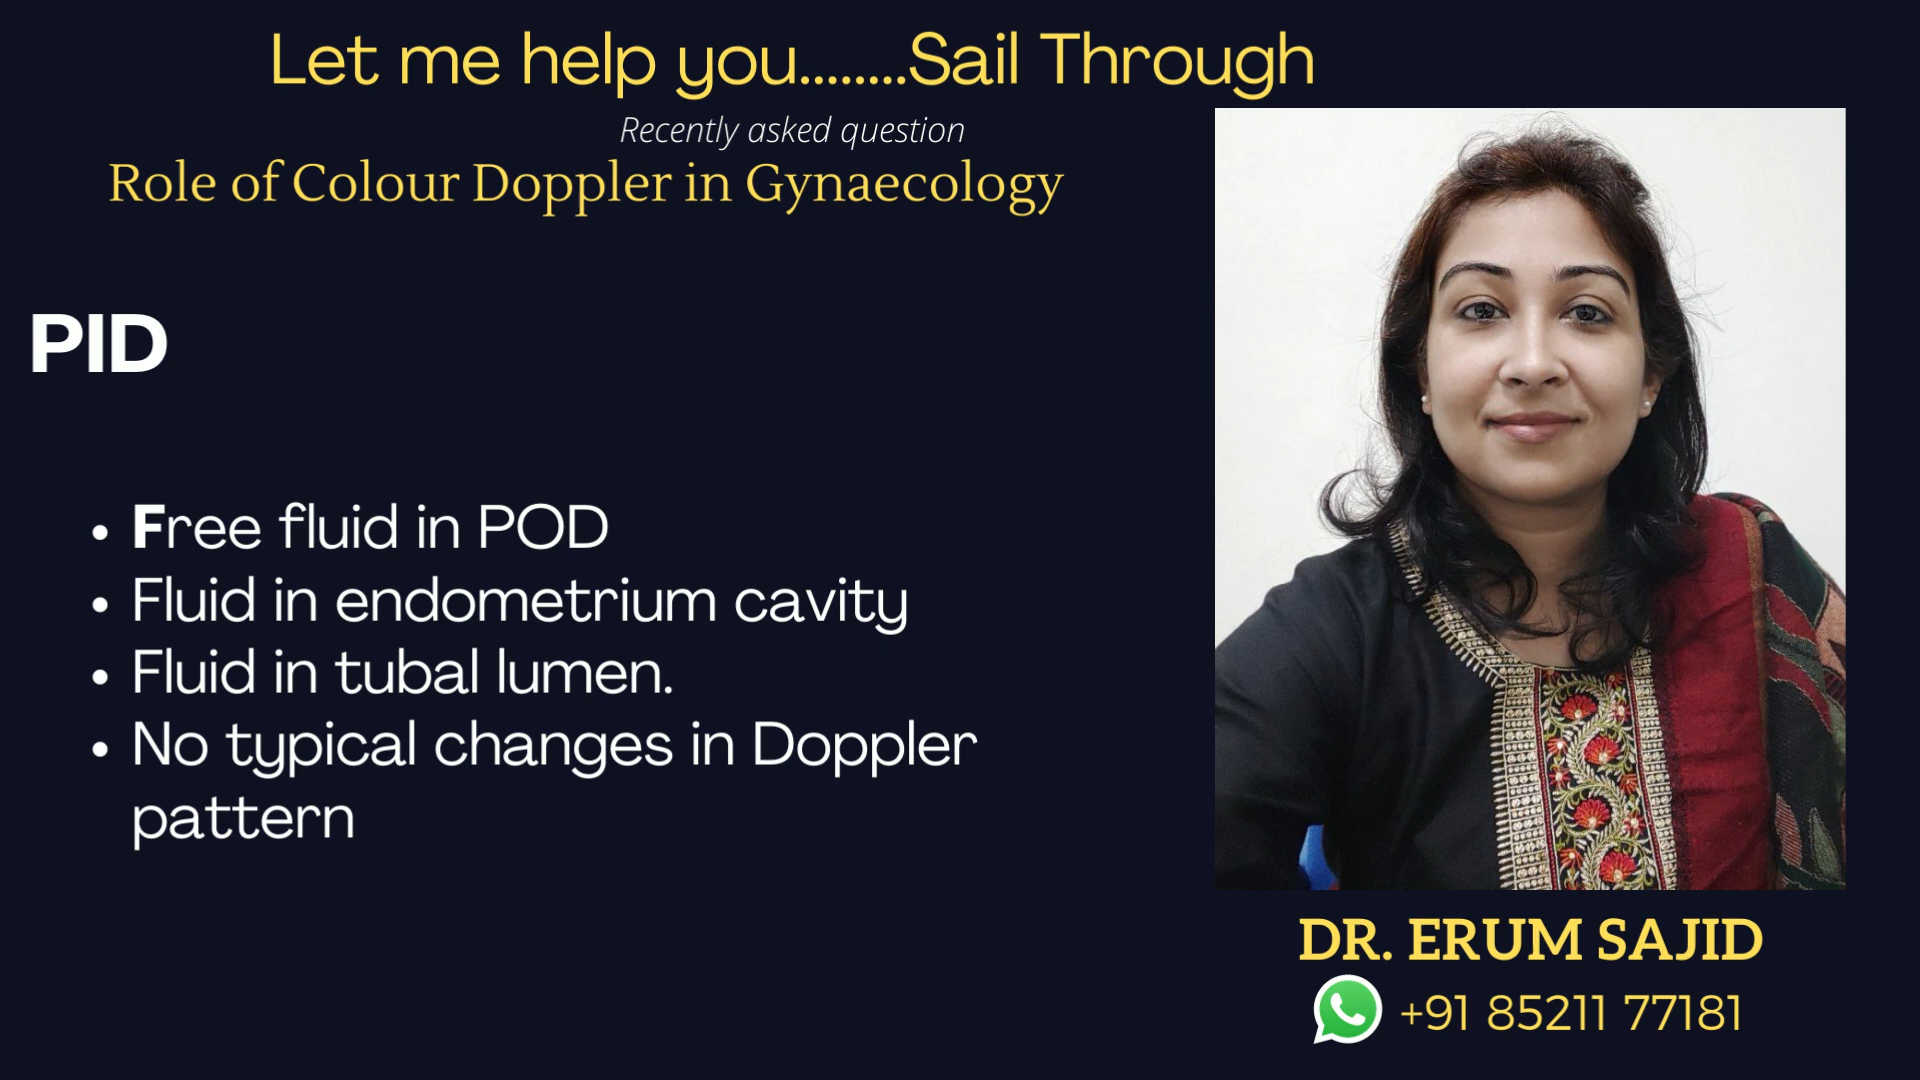 Let me help you........Sail Through
Recently asked question
Role of Colour Doppler in Gynaecology
PID
• Free fluid in POD
• Fluid in endometrium cavity
• Fluid in tubal lumen.
• No typical changes in Doppler
pattern
DR. ERUM SAJID
+91 85211 77181